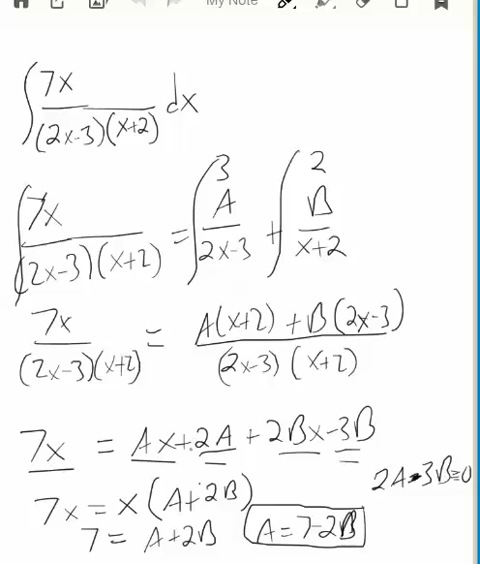 My Note
∫ 7x / (2x-3)(x+2) dx
∫ 7x / (2x-3)(x+2) = ∫ 3 A / 2x-3 + ∫ 2 B / x+2
7x / (2x-3)(x+2) = A(x+2) + B(2x-3) / (2x-3)(x+2)
7x = Ax+2A + 2Bx-3B
2A-3B=0
7x = x(A+2B)
7 = A+2B A=7-2B